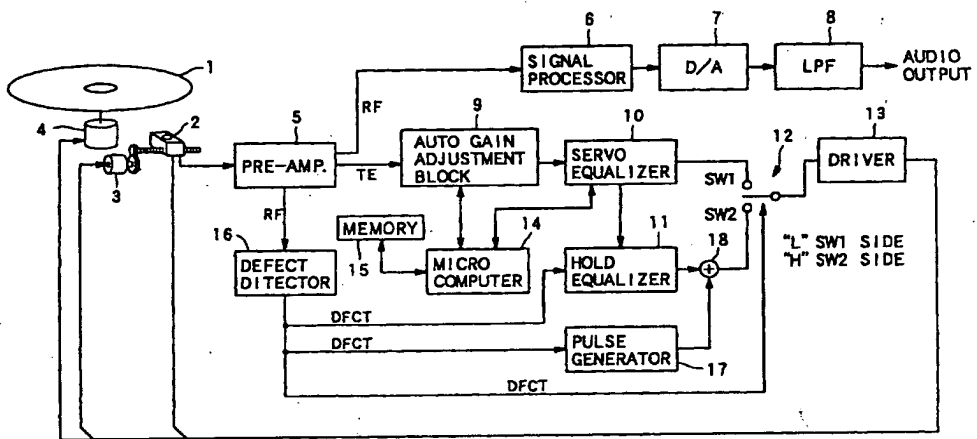 6
7
8
SIGNAL
PROCESSOR
D/A
LPF
AUDIO
OUTPUT
1
RF
4
2
5
9
10
12
13
PRE-AMP.
TE
AUTO GAIN
ADJUSTMENT
BLOCK
SERVO
EQUALIZER
SW1
DRIVER
3
RF
SW2
16
MEMORY
14
11
18
"L" SW1 SIDE
"H" SW2 SIDE
DEFECT
DITECTOR
15
MICRO
COMPUTER
HOLD
EQUALIZER
+
DFCT
DFCT
PULSE
GENERATOR
17
DFCT